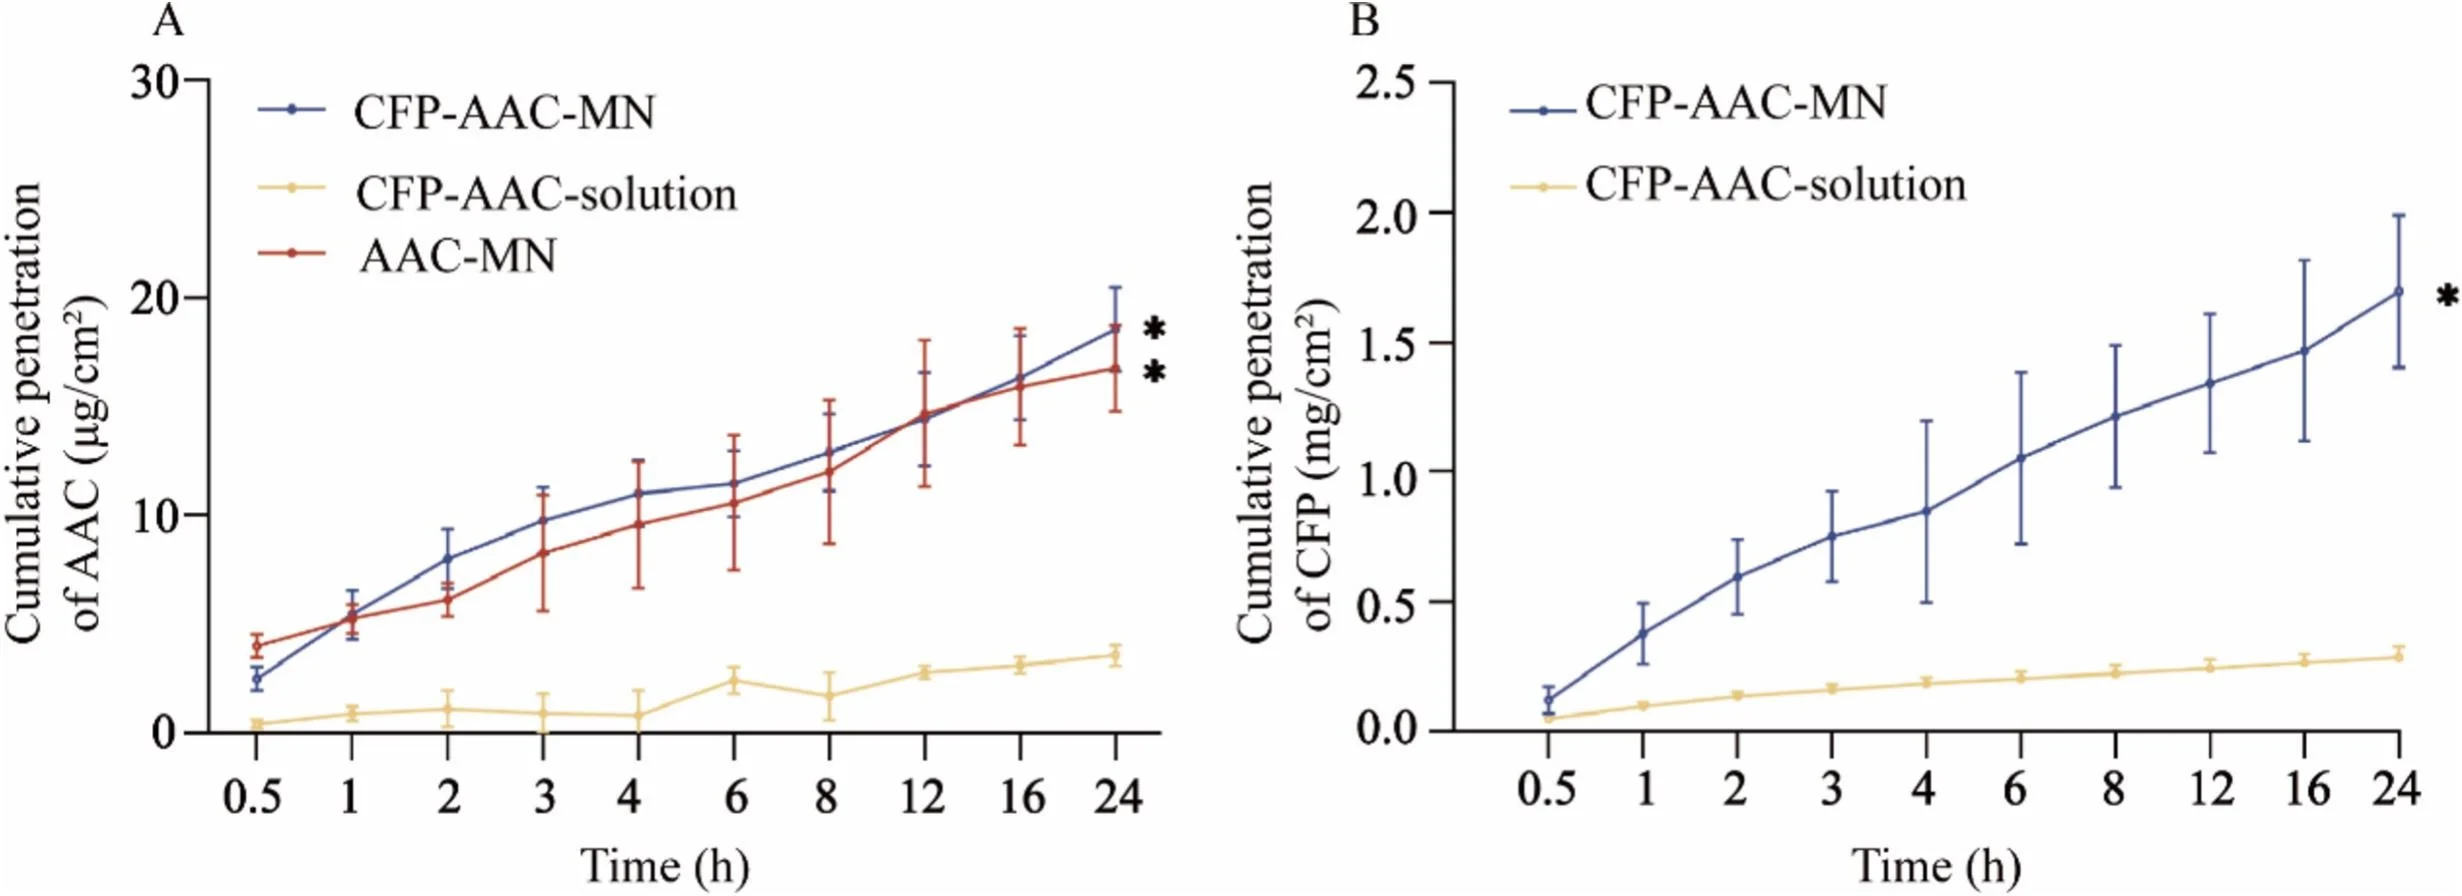 A
Cumulative penetration
of AAC (μg/cm²)
30
20
10
0
CFP-AAC-MN
CFP-AAC-solution
AAC-MN
✱
✱
0.5 1 2 3 4 6 8 12 16 24
Time (h)
B
Cumulative penetration
of CFP (mg/cm²)
2.5
2.0
1.5
1.0
0.5
0.0
CFP-AAC-MN
CFP-AAC-solution
✱
0.5 1 2 3 4 6 8 12 16 24
Time (h)